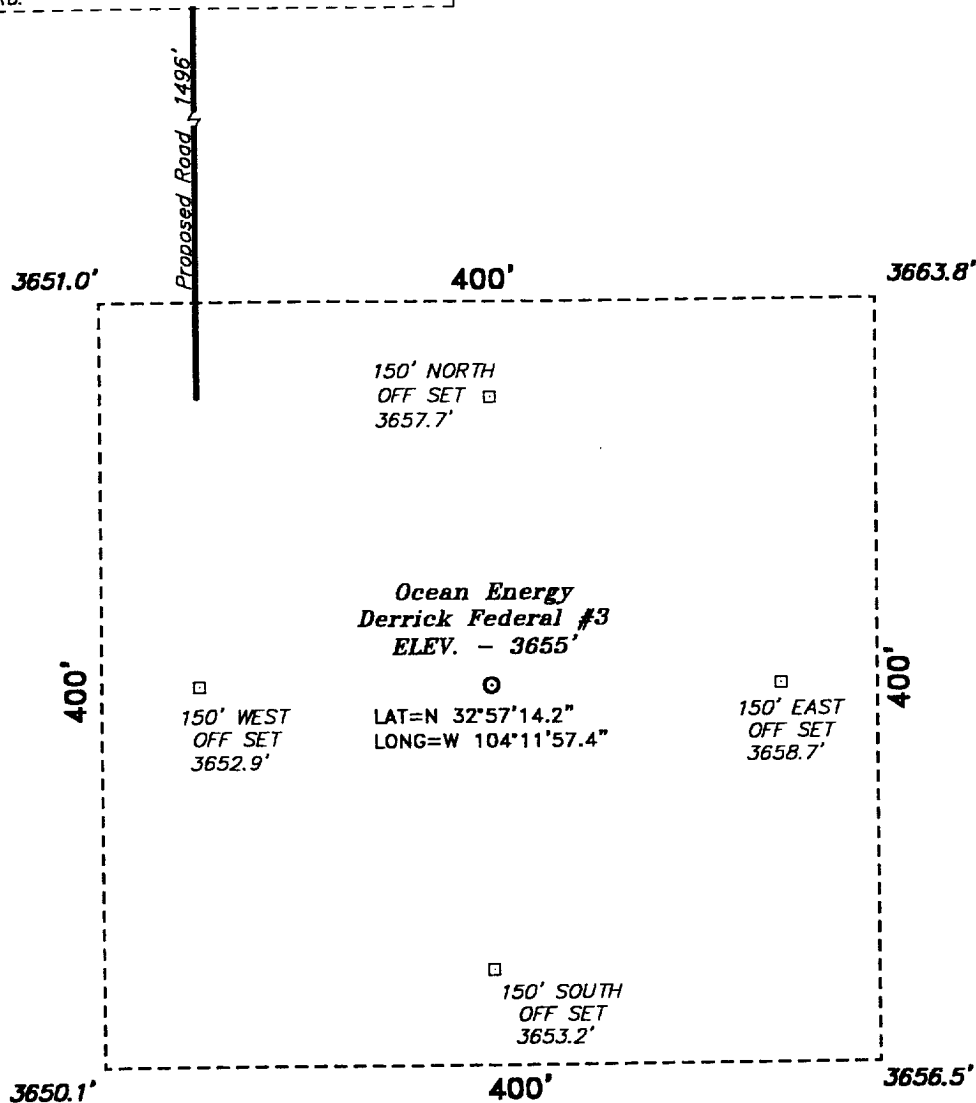 Proposed Road 1496'
3651.0'
400'
3663.8'
150' NORTH
OFF SET
3657.7'
Ocean Energy
Derrick Federal #3
ELEV. - 3655'
400'
400'
150' WEST
OFF SET
3652.9'
LAT=N 32°57'14.2"
LONG=W 104°11'57.4"
150' EAST
OFF SET
3658.7'
150' SOUTH
OFF SET
3653.2'
3650.1'
400'
3656.5'